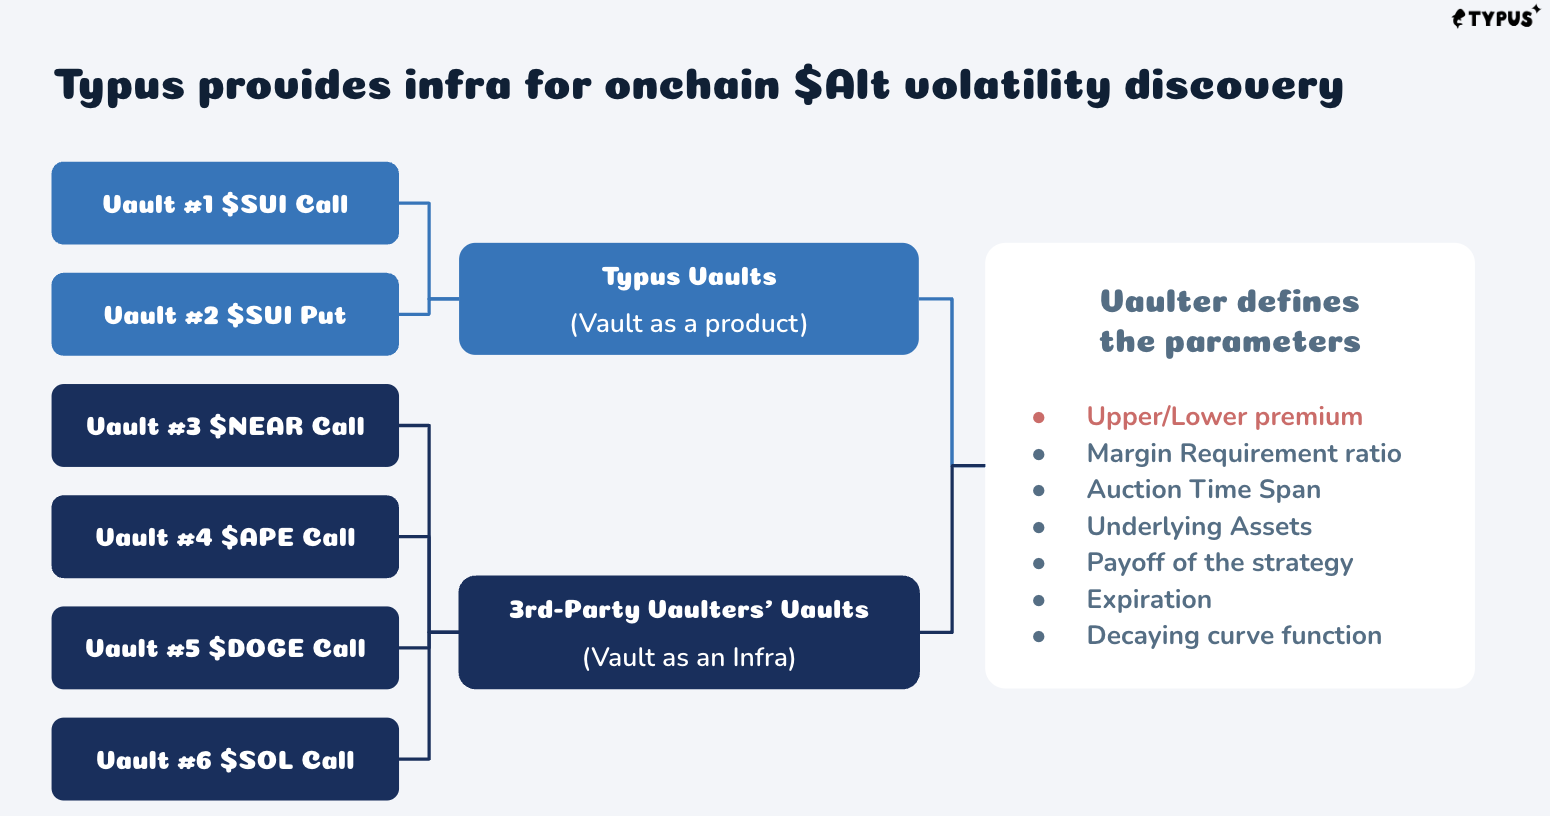 TYPUS
Typus provides infra for onchain $Alt volatility discovery
Vault #1 $SUI Call
Vault #2 $SUI Put
Vault #3 $NEAR Call
Vault #4 $APE Call
Vault #5 $DOGE Call
Vault #6 $SOL Call
Typus Vaults
(Vault as a product)
3rd-Party Vaulters’ Vaults
(Vault as an Infra)
Vaulter defines
the parameters
● Upper/Lower premium
● Margin Requirement ratio
● Auction Time Span
● Underlying Assets
● Payoff of the strategy
● Expiration
● Decaying curve function